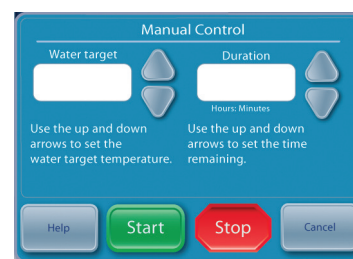 Manual Control
Water target
Duration
Hours: Minutes
Use the up and down
arrows to set the
water target temperature.
Use the up and down
arrows to set the time
remaining.
Help
Start
Stop
Cancel